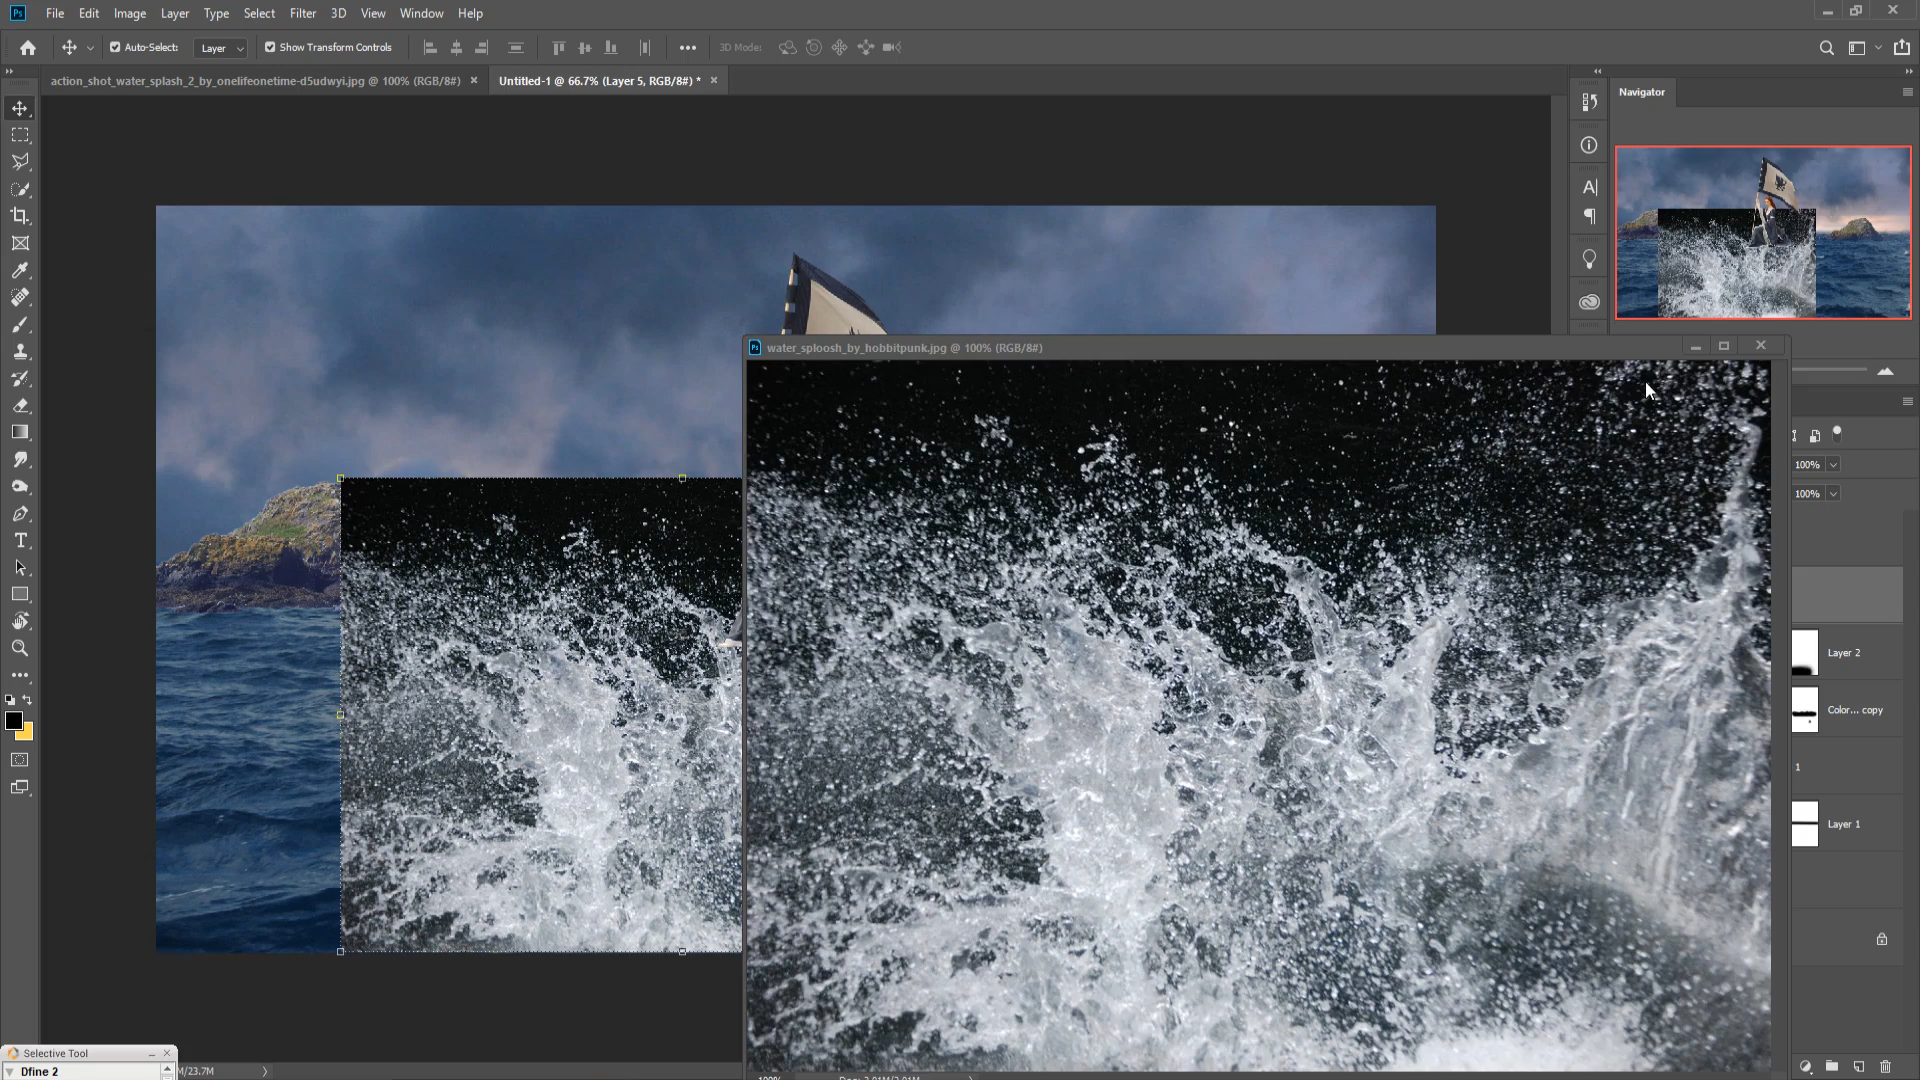 Ps File Edit Image Layer Type Select Filter 3D View Window Help
Auto-Select: Layer Show Transform Controls 3D Mode:
action_shot_water_splash_2_by_onelifeonetime-d5udwyi.jpg @ 100% (RGB/8#) Untitled-1 @ 66.7% (Layer 5, RGB/8#) *
Navigator
Ps water_sploosh_by_hobbitpunk.jpg @ 100% (RGB/8#)
100%
100%
Layer 2
Color... copy
1
Layer 1
Selective Tool
Dfine 2
M/23.7M